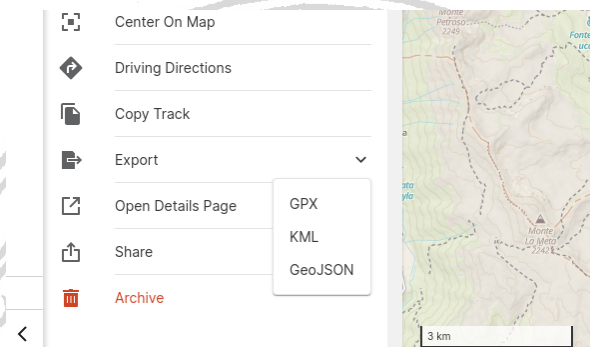 Center On Map
Driving Directions
Copy Track
Export
Open Details Page
Share
Archive
GPX
KML
GeoJSON
Monte
Petroso
2249
Fonte
Monte
La Meta
2242
3 km